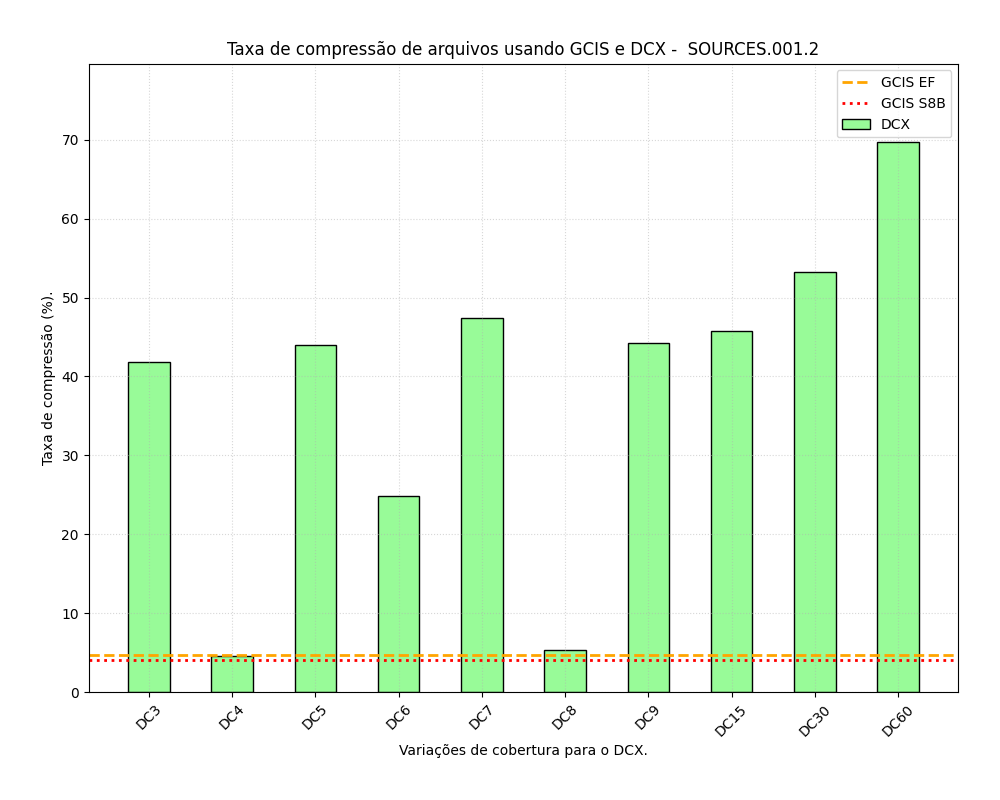 Taxa de compressão de arquivos usando GCIS e DCX -  SOURCES.001.2
GCIS EF
GCIS S8B
DCX
Taxa de compressão (%).
70
60
50
40
30
20
10
0
DC3
DC4
DC5
DC6
DC7
DC8
DC9
DC15
DC30
DC60
Variações de cobertura para o DCX.